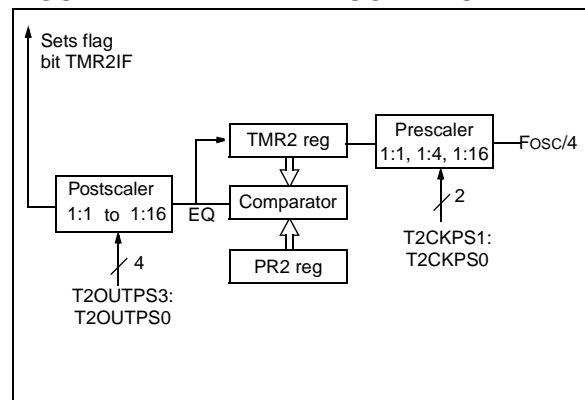 Sets flag
bit TMR2IF
TMR2 reg
Prescaler
1:1, 1:4, 1:16
FOSC/4
Postscaler
1:1 to 1:16
EQ
Comparator
2
4
PR2 reg
T2CKPS1:
T2CKPS0
T2OUTPS3:
T2OUTPS0